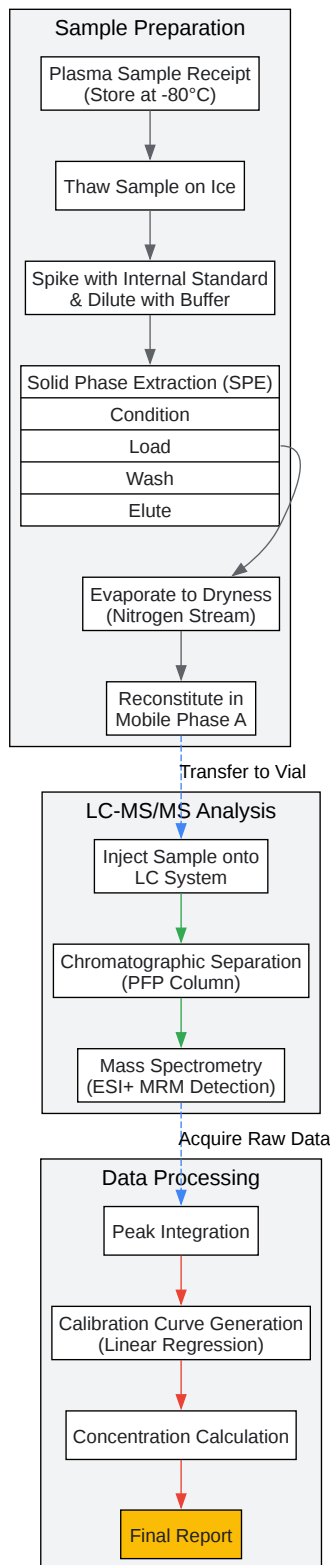 Sample Preparation
Plasma Sample Receipt
(Store at -80°C)
Thaw Sample on Ice
Spike with Internal Standard
& Dilute with Buffer
Solid Phase Extraction (SPE)
Condition
Load
Wash
Elute
Evaporate to Dryness
(Nitrogen Stream)
Reconstitute in
Mobile Phase A
Transfer to Vial
LC-MS/MS Analysis
Inject Sample onto
LC System
Chromatographic Separation
(PFP Column)
Mass Spectrometry
(ESI+ MRM Detection)
Acquire Raw Data
Data Processing
Peak Integration
Calibration Curve Generation
(Linear Regression)
Concentration Calculation
Final Report